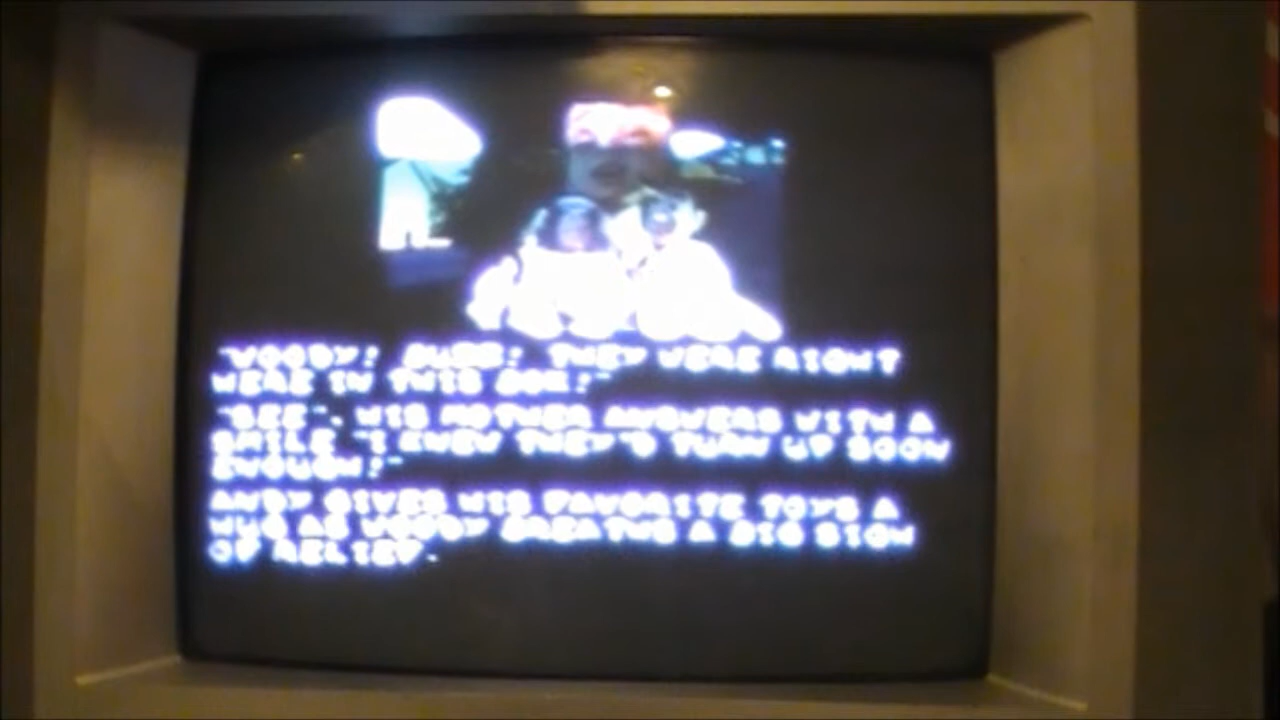 "WOODY! BUZZ! THEY WERE RIGHT
HERE IN THIS BOX!"
"SEE", HIS MOTHER ANSWERS WITH A
SMILE "I KNEW THEY'D TURN UP SOON
ENOUGH!"
ANDY GIVES HIS FAVORITE TOYS A
HUG AS WOODY BREATHS A BIG SIGH
OF RELIEF.